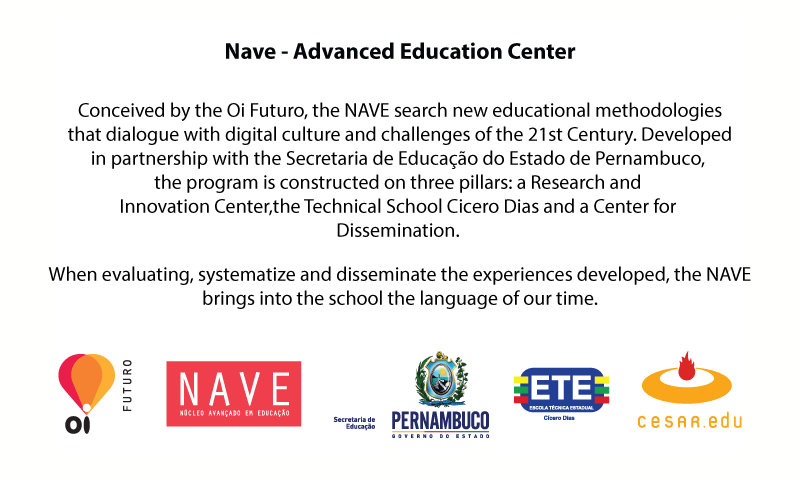 Nave - Advanced Education Center
Conceived by the Oi Futuro, the NAVE search new educational methodologies
that dialogue with digital culture and challenges of the 21st Century. Developed
in partnership with the Secretaria de Educação do Estado de Pernambuco,
the program is constructed on three pillars: a Research and
Innovation Center,the Technical School Cicero Dias and a Center for
Dissemination.
When evaluating, systematize and disseminate the experiences developed, the NAVE
brings into the school the language of our time.
oi
FUTURO
NAVE
NÚCLEO AVANÇADO EM EDUCAÇÃO
Secretaria de
Educação
PERNAMBUCO
GOVERNO DO ESTADO
ETE
ESCOLA TÉCNICA ESTADUAL
Cícero Dias
CESAR.edu